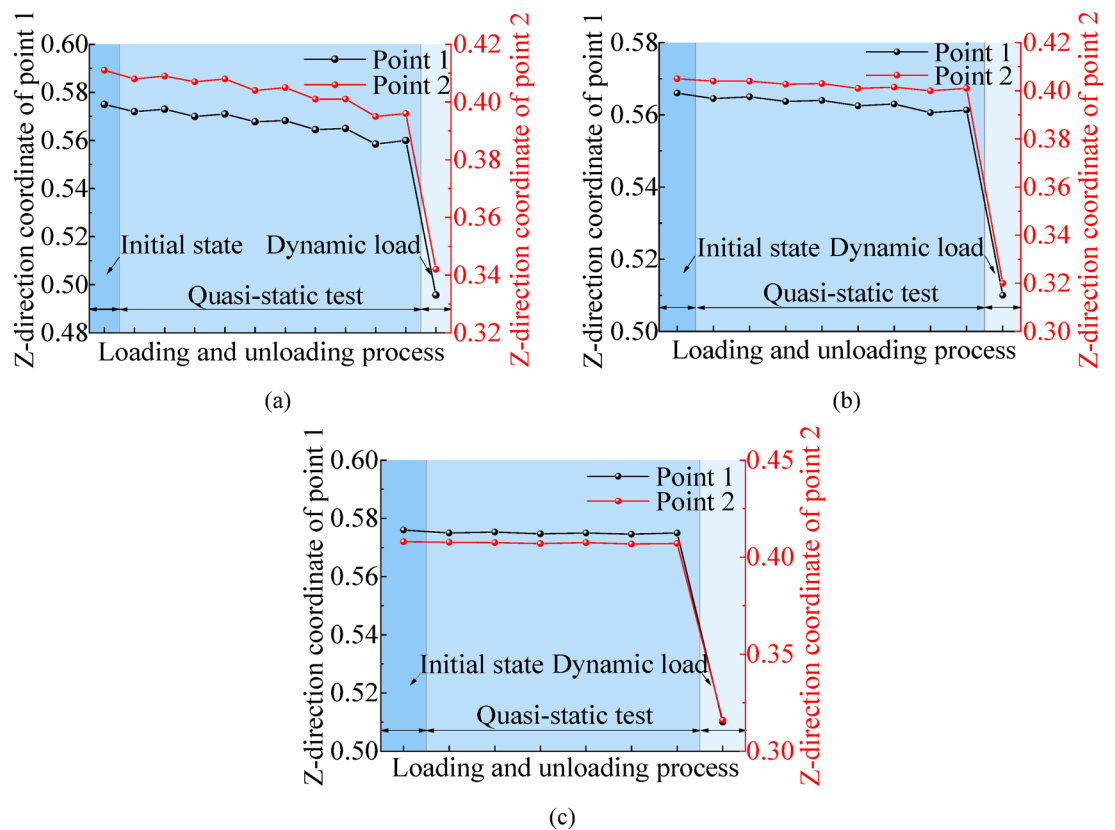 (a)
Z-direction coordinate of point 1
0.60
0.58
0.56
0.54
0.52
0.50
0.48
Point 1
Point 2
Initial state
Dynamic load
Quasi-static test
0.42
0.40
0.38
0.36
0.34
0.32
Z-direction coordinate of point 2
Loading and unloading process
Z-direction coordinate of point 1
0.58
0.56
0.54
0.52
0.50
Point 1
Point 2
Initial state
Dynamic load
Quasi-static test
0.42
0.40
0.38
0.36
0.34
0.32
0.30
Z-direction coordinate of point 2
Loading and unloading process
(b)
Z-direction coordinate of point 1
0.60
0.58
0.56
0.54
0.52
0.50
Point 1
Point 2
Initial state
Dynamic load
Quasi-static test
0.45
0.40
0.35
0.30
Z-direction coordinate of point 2
Loading and unloading process
(c)